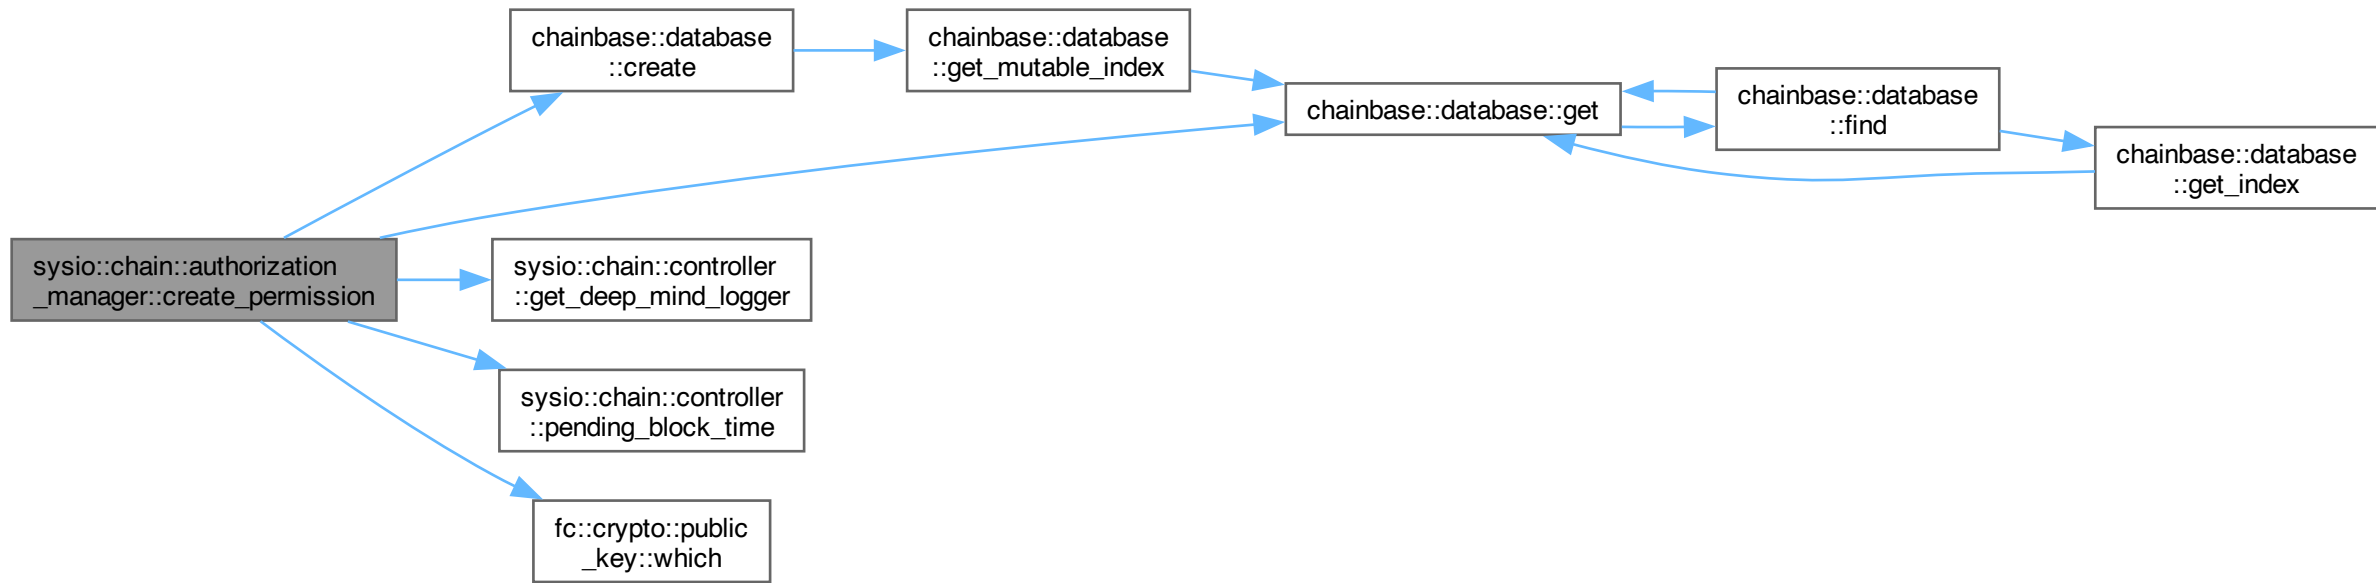 chainbase::database
::create
chainbase::database
::get_mutable_index
chainbase::database::get
chainbase::database
::find
chainbase::database
::get_index
sysio::chain::authorization
_manager::create_permission
sysio::chain::controller
::get_deep_mind_logger
sysio::chain::controller
::pending_block_time
fc::crypto::public
_key::which